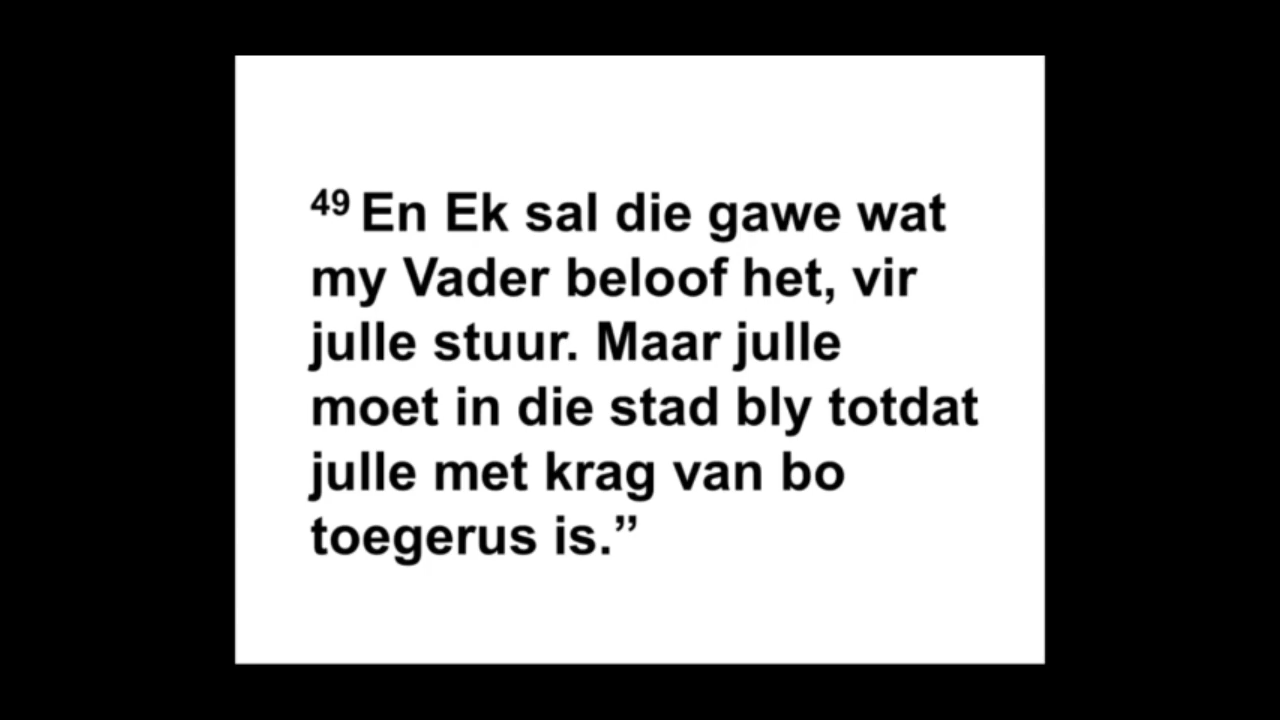 ⁴⁹ En Ek sal die gawe wat
my Vader beloof het, vir
julle stuur. Maar julle
moet in die stad bly totdat
julle met krag van bo
toegerus is.”